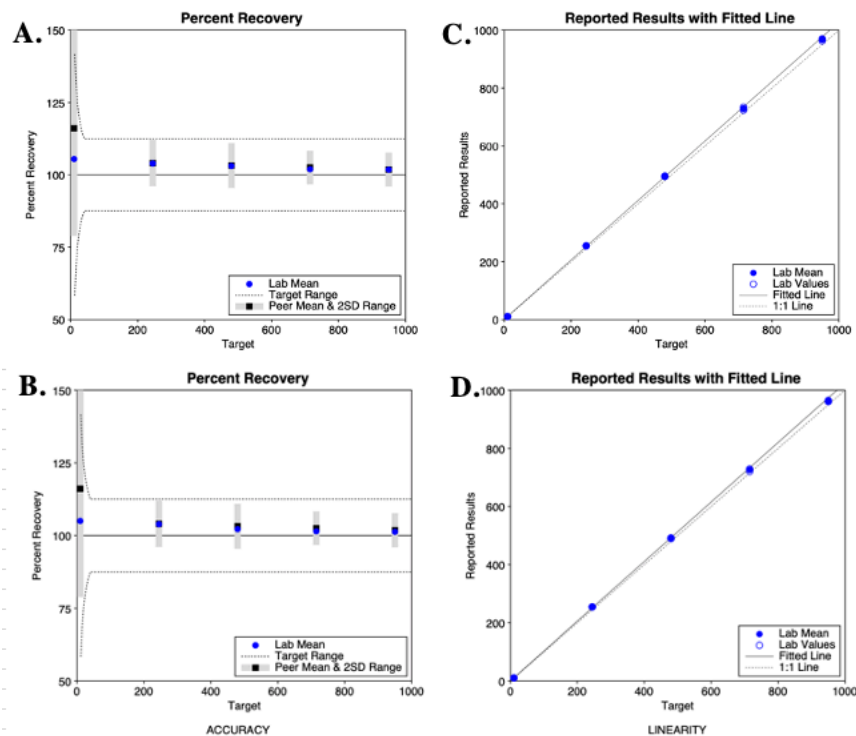 A.
Percent Recovery
150
125
100
75
50
Percent Recovery
Lab Mean
Target Range
Peer Mean & 2SD Range
0 200 400 600 800 1000
Target
C.
Reported Results with Fitted Line
1000
800
600
400
200
0
Reported Results
Lab Mean
Lab Values
Fitted Line
1:1 Line
0 200 400 600 800 1000
Target
B.
Percent Recovery
150
125
100
75
50
Percent Recovery
Lab Mean
Target Range
Peer Mean & 2SD Range
0 200 400 600 800 1000
Target
ACCURACY
D.
Reported Results with Fitted Line
1000
800
600
400
200
0
Reported Results
Lab Mean
Lab Values
Fitted Line
1:1 Line
0 200 400 600 800 1000
Target
LINEARITY